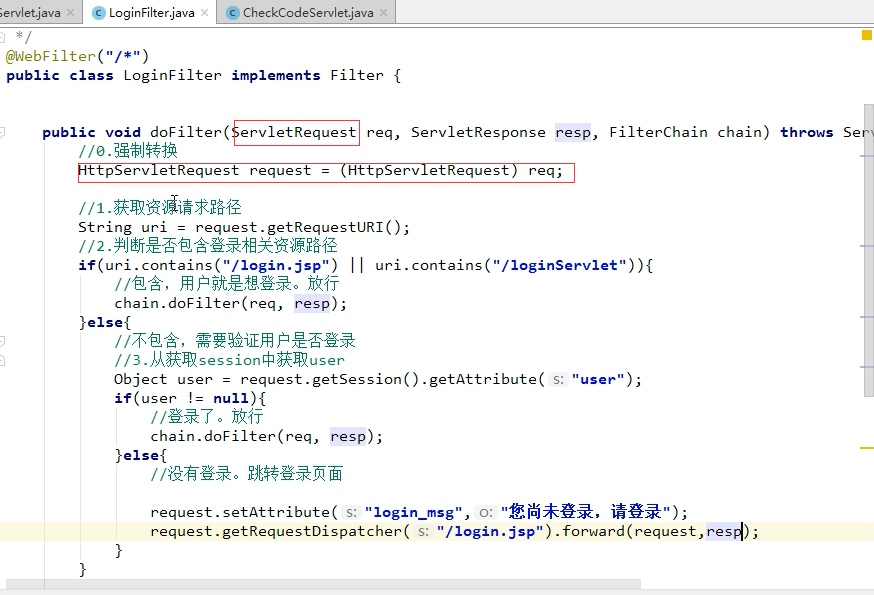 Servlet.java × LoginFilter.java × CheckCodeServlet.java ×
*/
@WebFilter("/*")
public class LoginFilter implements Filter {
public void doFilter(ServletRequest req, ServletResponse resp, FilterChain chain) throws Serv
//0.强制转换
HttpServletRequest request = (HttpServletRequest) req;
//1.获取资源请求路径
String uri = request.getRequestURI();
//2.判断是否包含登录相关资源路径
if(uri.contains("/login.jsp") || uri.contains("/loginServlet")){
//包含，用户就是想登录。放行
chain.doFilter(req, resp);
}else{
//不包含，需要验证用户是否登录
//3.从获取session中获取user
Object user = request.getSession().getAttribute( s: "user");
if(user != null){
//登录了。放行
chain.doFilter(req, resp);
}else{
//没有登录。跳转登录页面
request.setAttribute( s: "login_msg", o: "您尚未登录，请登录");
request.getRequestDispatcher( s: "/login.jsp").forward(request,resp);
}
}